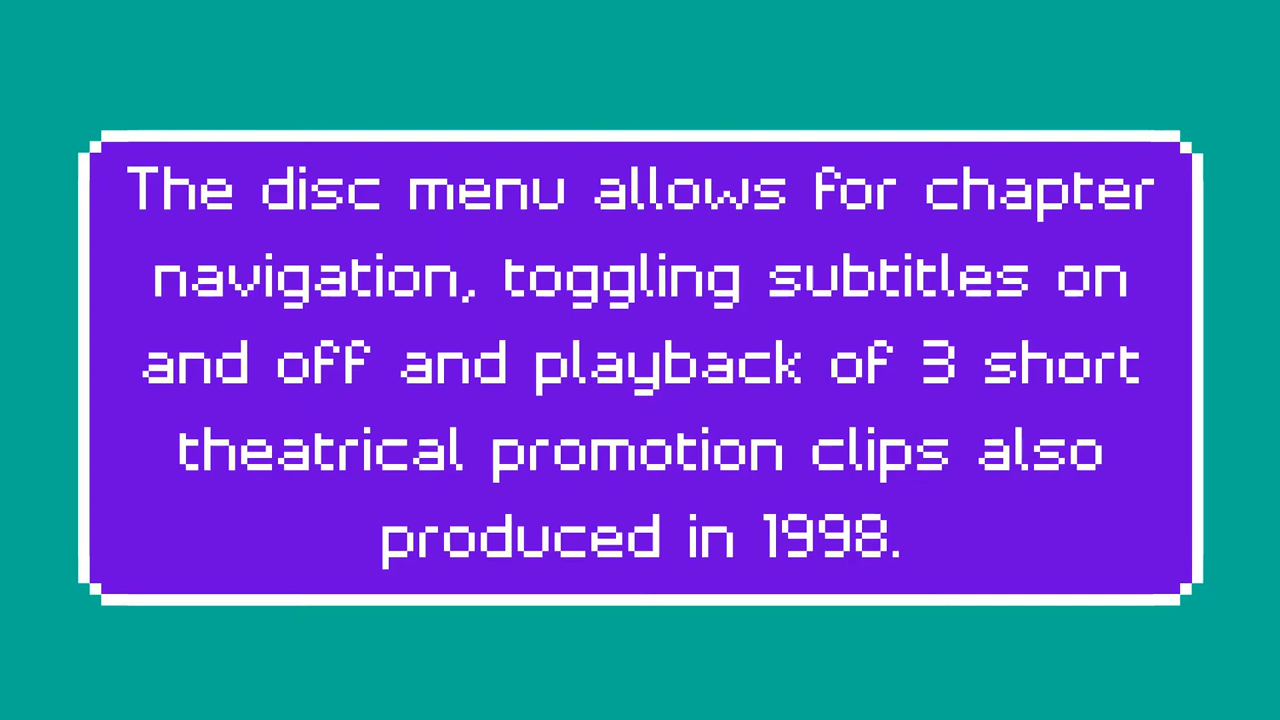 The disc menu allows for chapter
navigation, toggling subtitles on
and off and playback of 3 short
theatrical promotion clips also
produced in 1998.